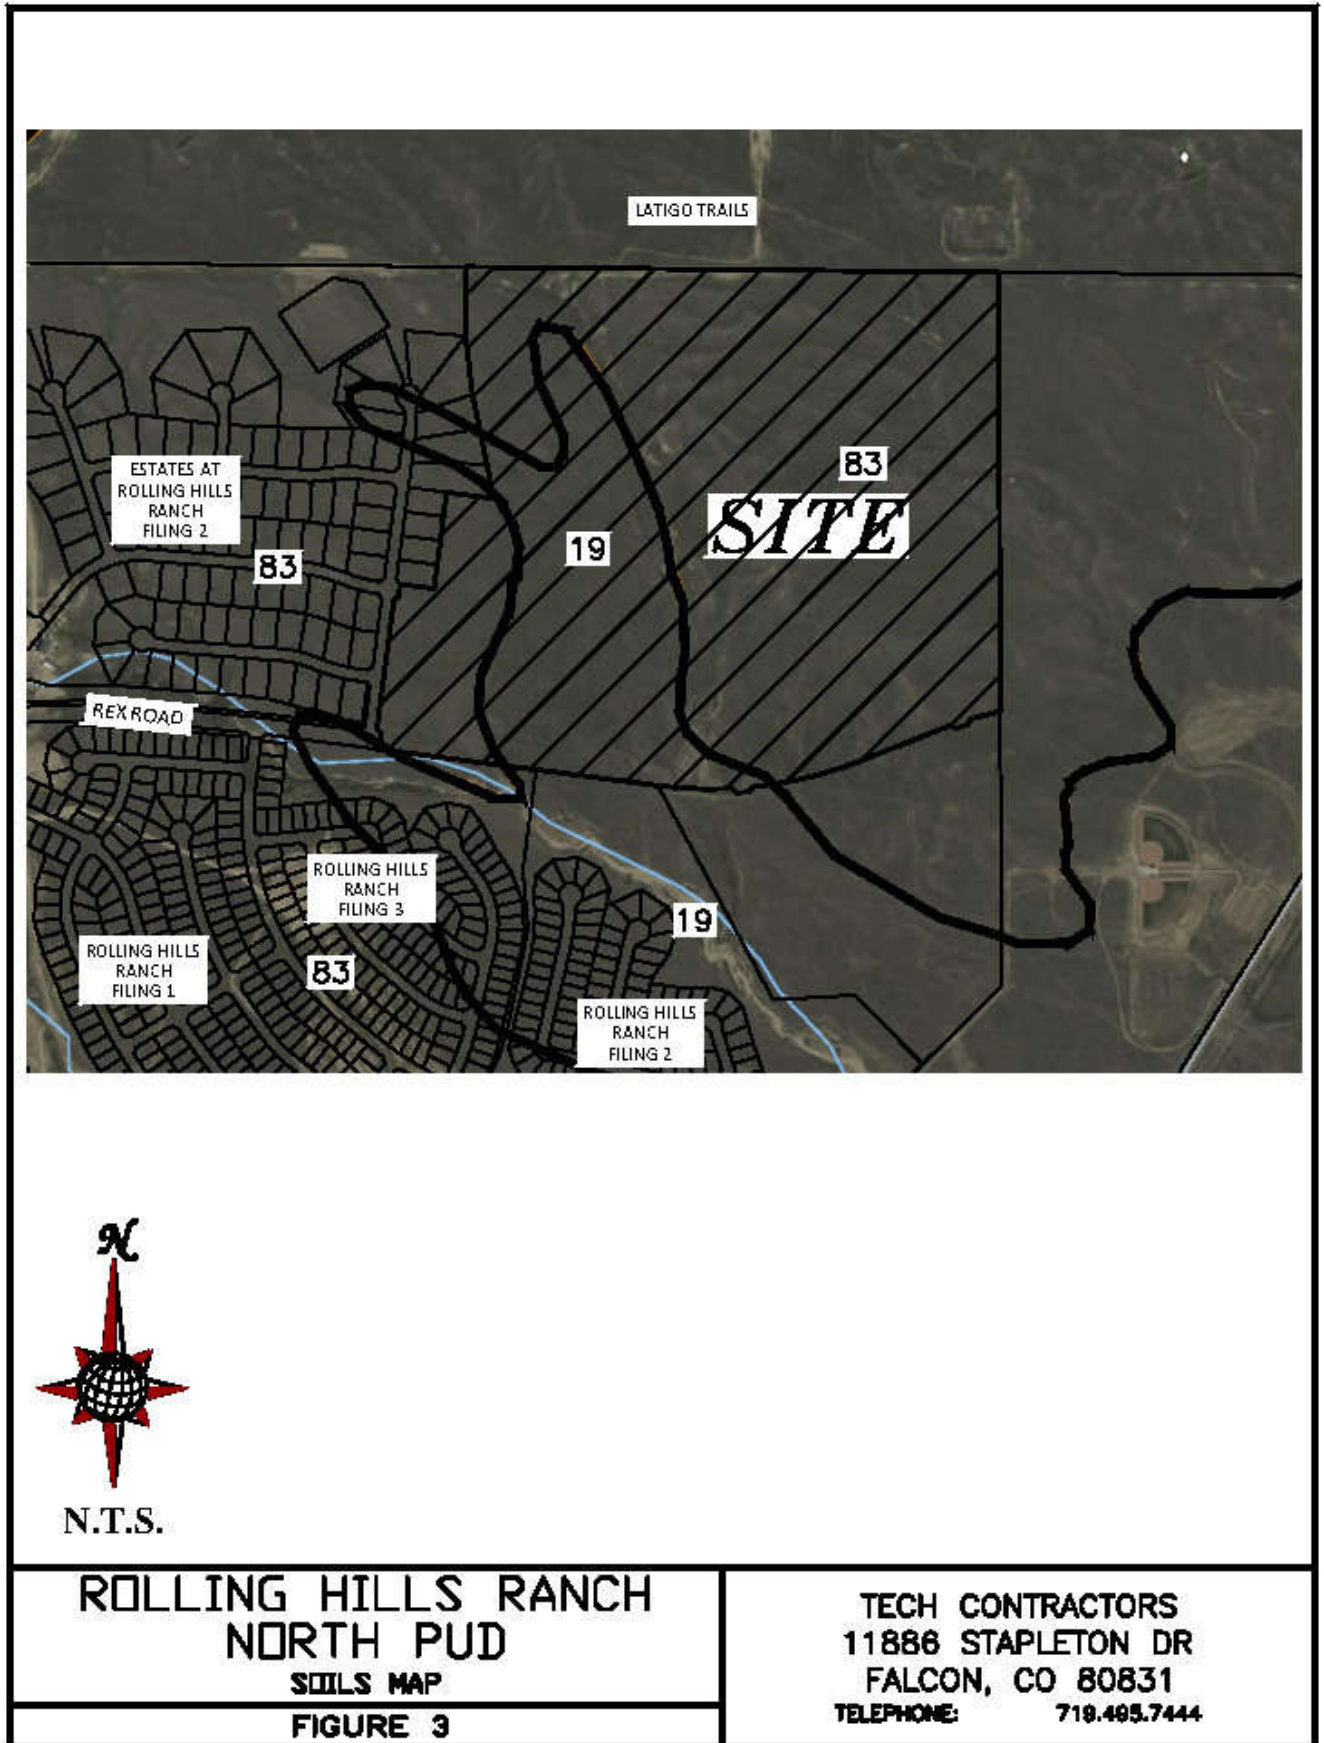 LATIGO TRAILS
83
SITE
19
ESTATES AT
ROLLING HILLS
RANCH
FILING 2
83
REX ROAD
ROLLING HILLS
RANCH
FILING 3
19
ROLLING HILLS
RANCH
FILING 1
83
ROLLING HILLS
RANCH
FILING 2
N
N.T.S.
ROLLING HILLS RANCH
NORTH PUD
SOILS MAP
FIGURE 3
TECH CONTRACTORS
11886 STAPLETON DR
FALCON, CO 80831
TELEPHONE: 719.495.7444